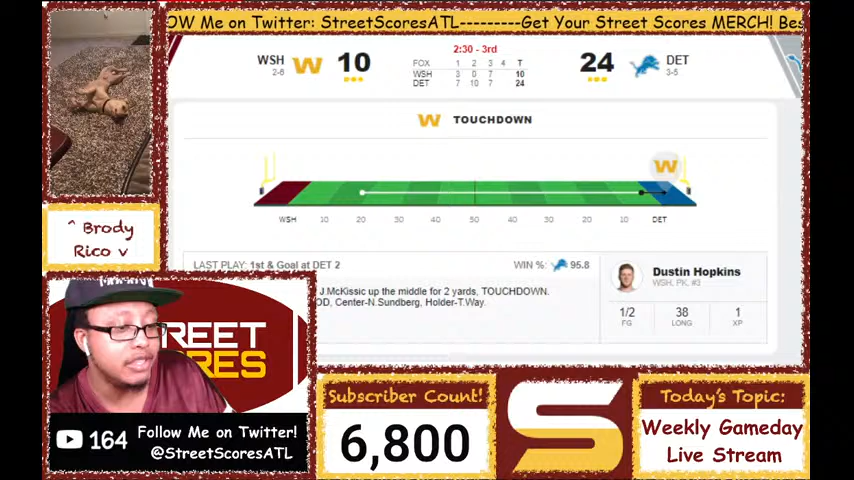 OW Me on Twitter: StreetScoresATL---------Get Your Street Scores MERCH! Bes
WSH
2-6
W
10
2:30 - 3rd
FOX 1 2 3 4 T
WSH 3 0 7 10
DET 7 10 7 24
24
DET
3-5
W TOUCHDOWN
W
WSH 10 20 30 40 50 40 30 20 10 DET
LAST PLAY: 1st & Goal at DET 2
WIN %: 95.8
J McKissic up the middle for 2 yards, TOUCHDOWN.
OD, Center-N.Sundberg, Holder-T.Way.
Dustin Hopkins
WSH, PK, #3
1/2 38 1
FG LONG XP
^ Brody
Rico v
STREET
SCORES
164
Follow Me on Twitter!
@StreetScoresATL
Subscriber Count!
6,800
S
Today's Topic:
Weekly Gameday
Live Stream